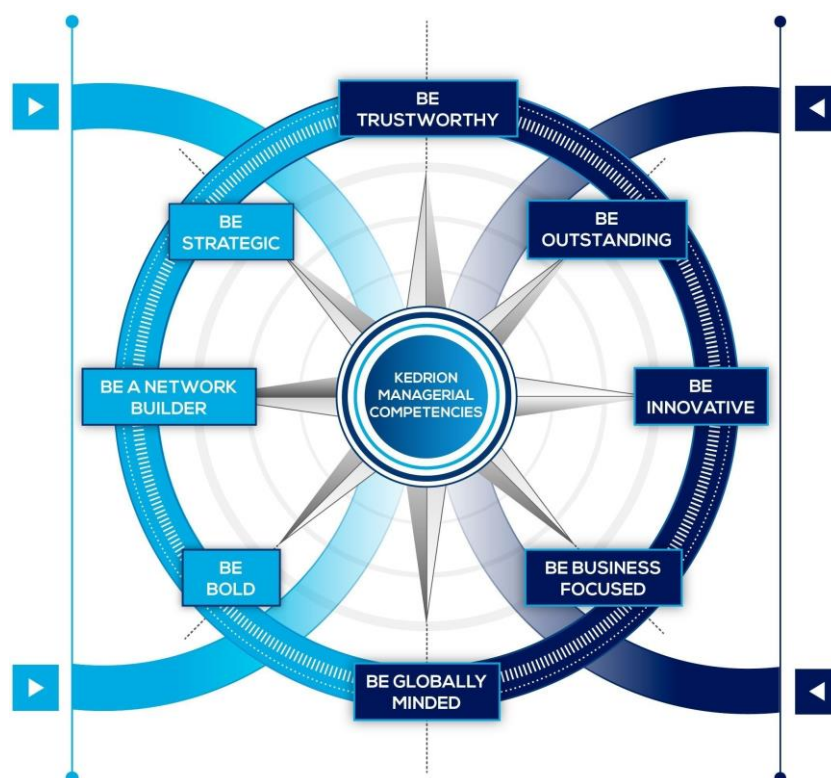 BE
TRUSTWORTHY
BE
STRATEGIC
BE
OUTSTANDING
BE A NETWORK
BUILDER
KEDRION
MANAGERIAL
COMPETENCIES
BE
INNOVATIVE
BE
BOLD
BE BUSINESS
FOCUSED
BE GLOBALLY
MINDED